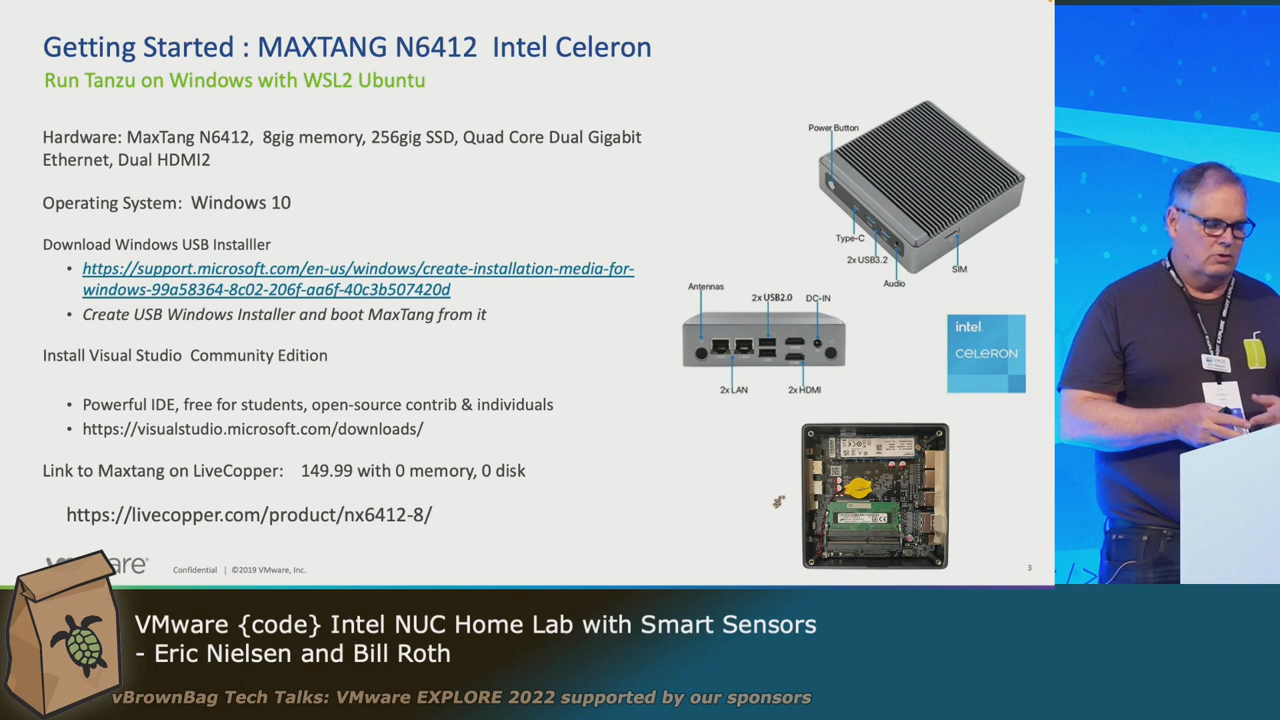 Getting Started : MAXTANG N6412 Intel Celeron
Run Tanzu on Windows with WSL2 Ubuntu
Hardware: MaxTang N6412, 8gig memory, 256gig SSD, Quad Core Dual Gigabit
Ethernet, Dual HDMI2
Operating System: Windows 10
Download Windows USB Installler
• https://support.microsoft.com/en-us/windows/create-installation-media-for-
windows-99a58364-8c02-206f-aa6f-40c3b507420d
• Create USB Windows Installer and boot MaxTang from it
Install Visual Studio Community Edition
• Powerful IDE, free for students, open-source contrib & individuals
• https://visualstudio.microsoft.com/downloads/
Link to Maxtang on LiveCopper: 149.99 with 0 memory, 0 disk
https://livecopper.com/product/nx6412-8/
Power Button
Type-C
2x USB3.2
Audio
SIM
Antennas
2x USB2.0
DC-IN
2x LAN
2x HDMI
intel.
CELERON
Confidential | ©2019 VMware, Inc.
3
VMware {code} Intel NUC Home Lab with Smart Sensors
- Eric Nielsen and Bill Roth
vBrownBag Tech Talks: VMware EXPLORE 2022 supported by our sponsors